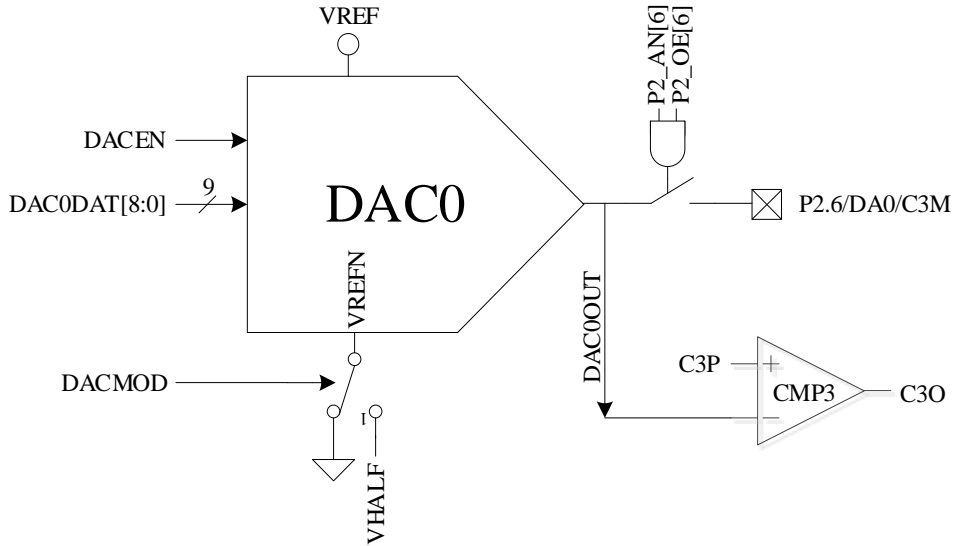 VREF
P2_AN[6]
P2_OE[6]
DACEN
9
DAC0DAT[8:0]
DAC0
P2.6/DA0/C3M
VREFN
DAC0OUT
DACMOD
C3P
+
CMP3
C3O
−
1
VHALF